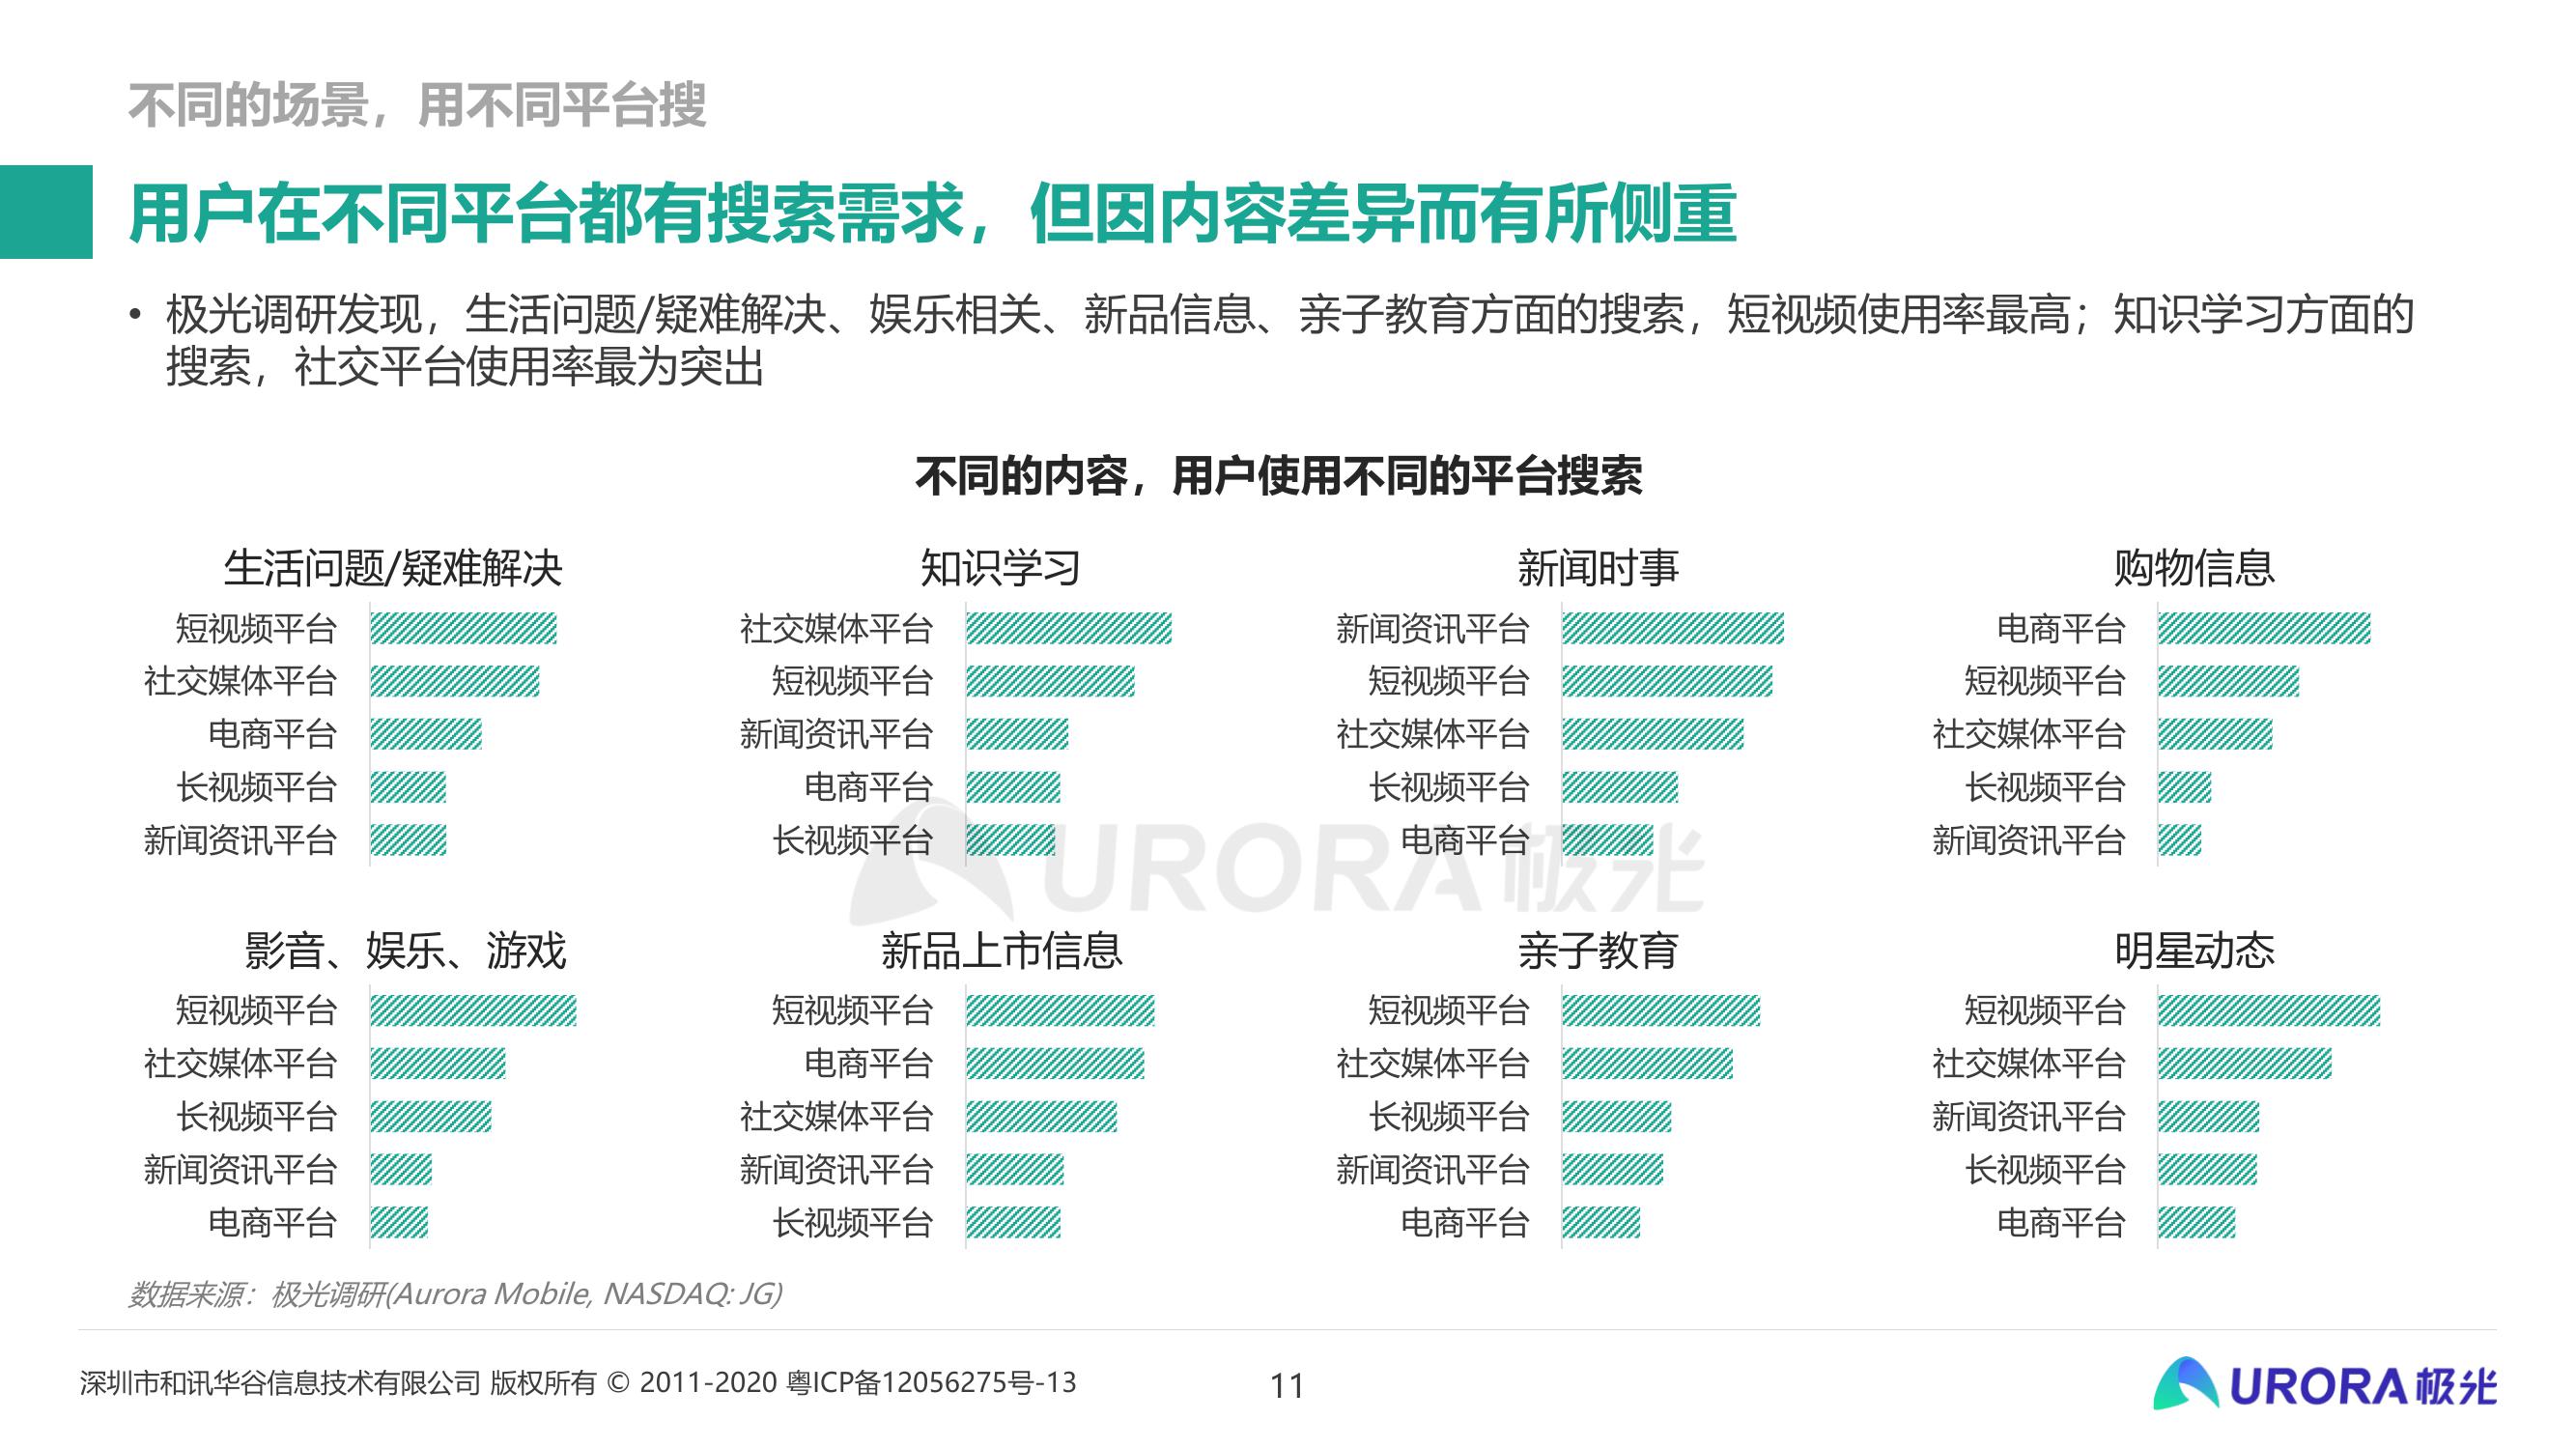 不同的场景，用不同平台搜
用户在不同平台都有搜索需求，但因内容差异而有所侧重
• 极光调研发现，生活问题/疑难解决、娱乐相关、新品信息、亲子教育方面的搜索，短视频使用率最高；知识学习方面的
搜索，社交平台使用率最为突出
不同的内容，用户使用不同的平台搜索
生活问题/疑难解决
短视频平台
社交媒体平台
电商平台
长视频平台
新闻资讯平台
知识学习
社交媒体平台
短视频平台
新闻资讯平台
电商平台
长视频平台
新闻时事
新闻资讯平台
短视频平台
社交媒体平台
长视频平台
电商平台
购物信息
电商平台
短视频平台
社交媒体平台
长视频平台
新闻资讯平台
URORA极光
影音、娱乐、游戏
短视频平台
社交媒体平台
长视频平台
新闻资讯平台
电商平台
新品上市信息
短视频平台
电商平台
社交媒体平台
新闻资讯平台
长视频平台
亲子教育
短视频平台
社交媒体平台
长视频平台
新闻资讯平台
电商平台
明星动态
短视频平台
社交媒体平台
新闻资讯平台
长视频平台
电商平台
数据来源：极光调研(Aurora Mobile, NASDAQ: JG)
深圳市和讯华谷信息技术有限公司 版权所有 © 2011-2020 粤ICP备12056275号-13
11
URORA极光